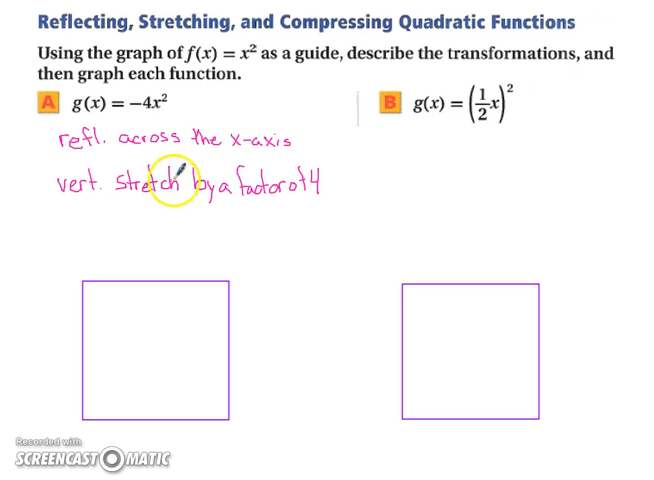 Reflecting, Stretching, and Compressing Quadratic Functions
Using the graph of f(x) = x² as a guide, describe the transformations, and
then graph each function.
A g(x) = −4x²
B g(x) = (1/2 x)²
refl. across the x-axis
vert. stretch by a factor of 4
Recorded with
SCREENCAST O MATIC